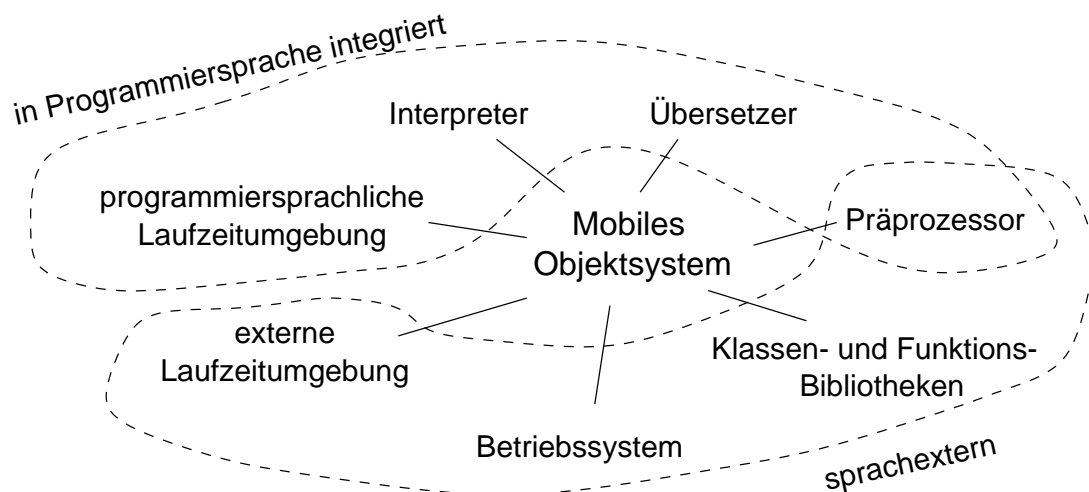 in Programmiersprache integriert
Interpreter
Übersetzer
programmiersprachliche
Laufzeitumgebung
Mobiles
Objektsystem
Präprozessor
externe
Laufzeitumgebung
Klassen- und Funktions-
Bibliotheken
Betriebssystem
sprachextern